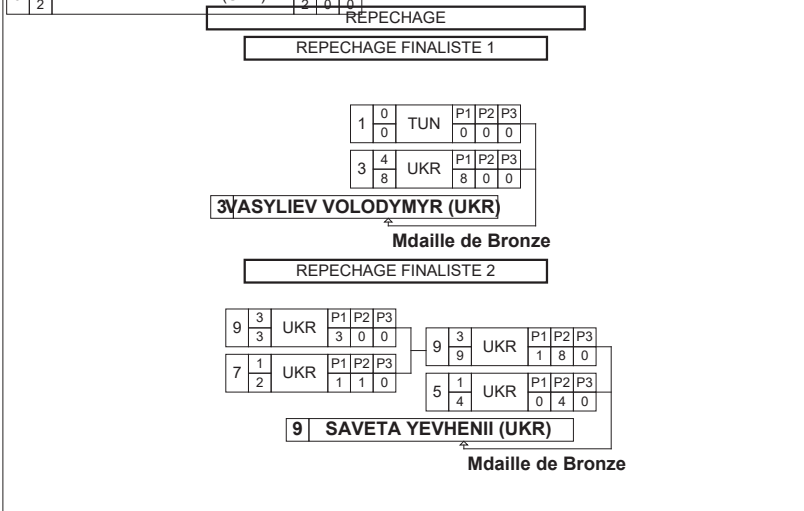 2
2 0 0
REPECHAGE
REPECHAGE FINALISTE 1
1 0 TUN P1 P2 P3
0 0 0 0
3 4 UKR P1 P2 P3
8 8 0 0
3 VASYLIEV VOLODYMYR (UKR)
Mdaille de Bronze
REPECHAGE FINALISTE 2
9 3 UKR P1 P2 P3
3 3 0 0
9 3 UKR P1 P2 P3
9 1 8 0
7 1 UKR P1 P2 P3
2 1 1 0
5 1 UKR P1 P2 P3
4 0 4 0
9 SAVETA YEVHENII (UKR)
Mdaille de Bronze